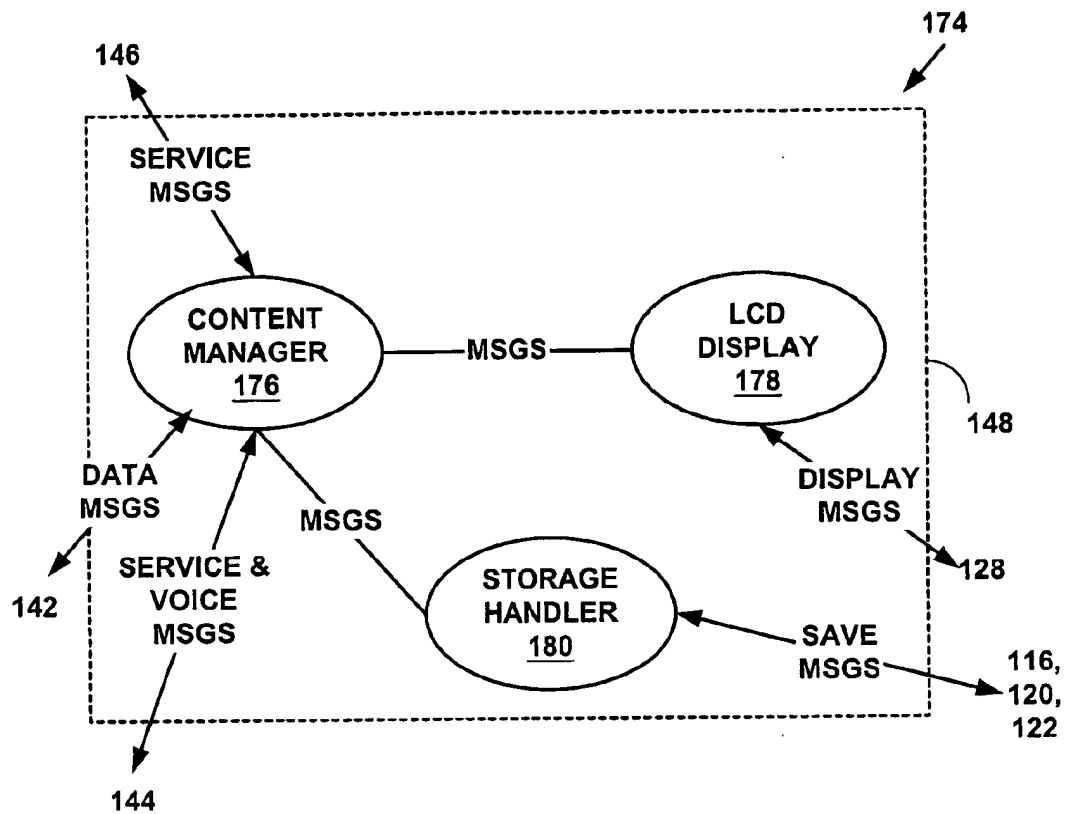 174
146
SERVICE
MSGS
CONTENT
MANAGER
176
MSGS
LCD
DISPLAY
178
148
DATA
MSGS
142
MSGS
DISPLAY
MSGS
128
SERVICE &
VOICE
MSGS
144
STORAGE
HANDLER
180
SAVE
MSGS
116,
120,
122